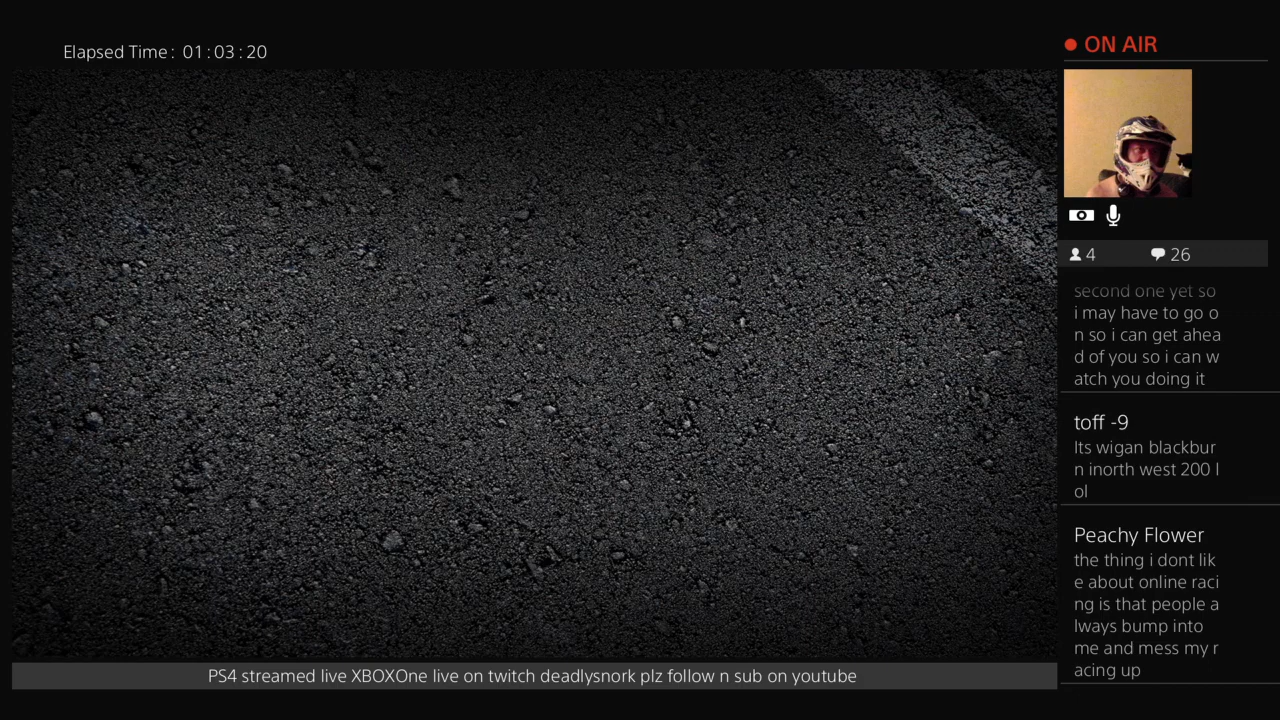 Elapsed Time: 01:03:20
ON AIR
4
26
second one yet so
i may have to go o
n so i can get ahea
d of you so i can w
atch you doing it
toff -9
Its wigan blackbur
n inorth west 200 l
ol
Peachy Flower
the thing i dont lik
e about online raci
ng is that people a
lways bump into
me and mess my r
acing up
PS4 streamed live XBOXOne live on twitch deadlysnork plz follow n sub on youtube